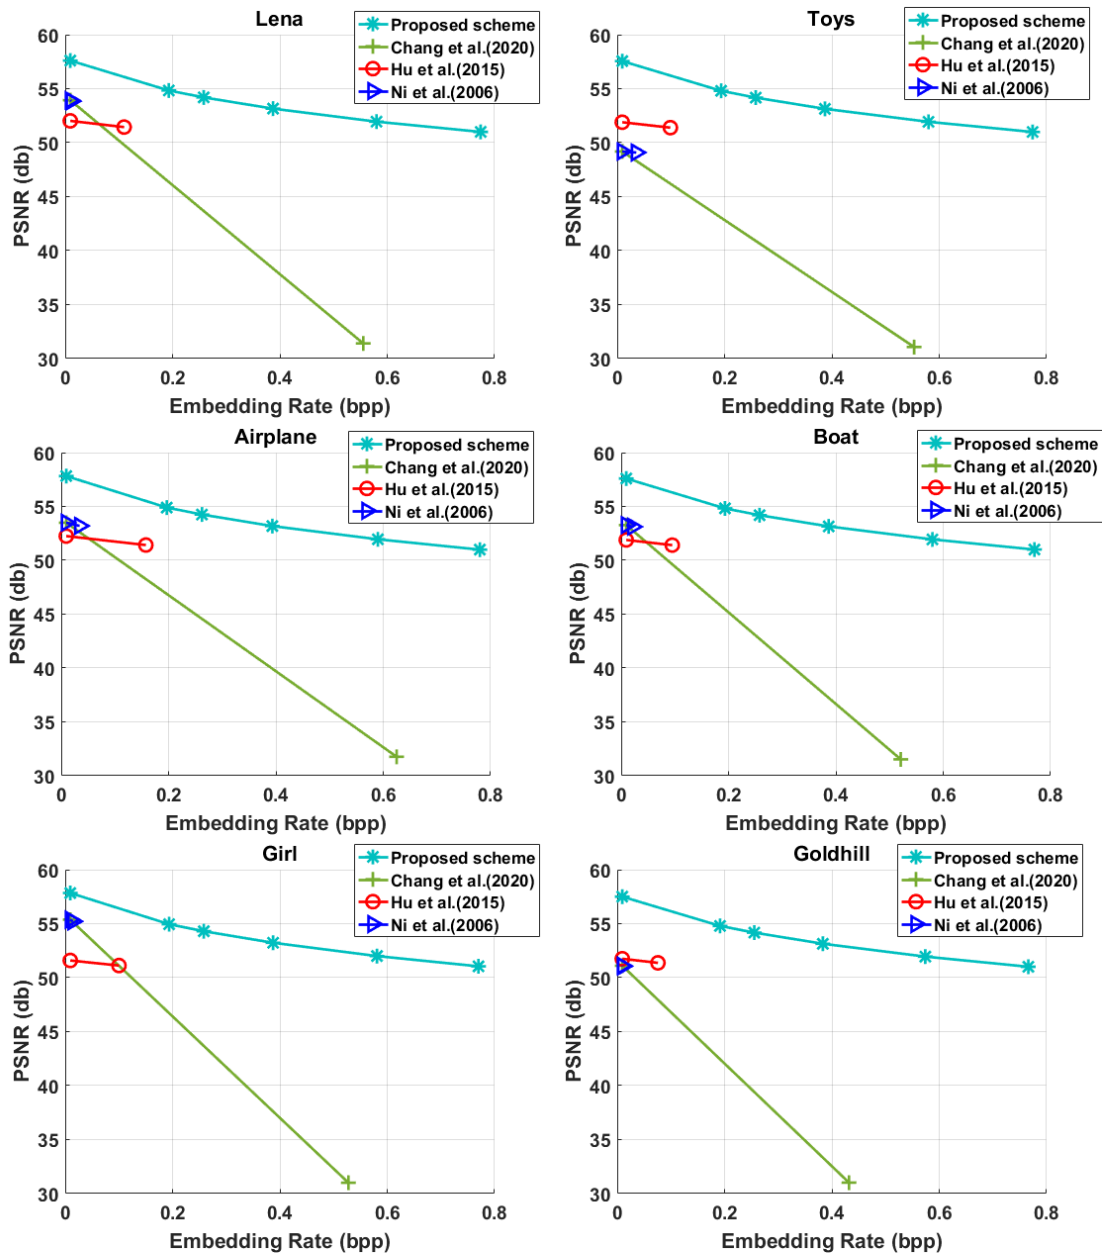 Lena
Proposed scheme
Chang et al.(2020)
Hu et al.(2015)
Ni et al.(2006)
PSNR (db)
60
55
50
45
40
35
30
0 0.2 0.4 0.6 0.8
Embedding Rate (bpp)
Toys
Proposed scheme
Chang et al.(2020)
Hu et al.(2015)
Ni et al.(2006)
PSNR (db)
60
55
50
45
40
35
30
0 0.2 0.4 0.6 0.8
Embedding Rate (bpp)
Airplane
Proposed scheme
Chang et al.(2020)
Hu et al.(2015)
Ni et al.(2006)
PSNR (db)
60
55
50
45
40
35
30
0 0.2 0.4 0.6 0.8
Embedding Rate (bpp)
Boat
Proposed scheme
Chang et al.(2020)
Hu et al.(2015)
Ni et al.(2006)
PSNR (db)
60
55
50
45
40
35
30
0 0.2 0.4 0.6 0.8
Embedding Rate (bpp)
Girl
Proposed scheme
Chang et al.(2020)
Hu et al.(2015)
Ni et al.(2006)
PSNR (db)
60
55
50
45
40
35
30
0 0.2 0.4 0.6 0.8
Embedding Rate (bpp)
Goldhill
Proposed scheme
Chang et al.(2020)
Hu et al.(2015)
Ni et al.(2006)
PSNR (db)
60
55
50
45
40
35
30
0 0.2 0.4 0.6 0.8
Embedding Rate (bpp)